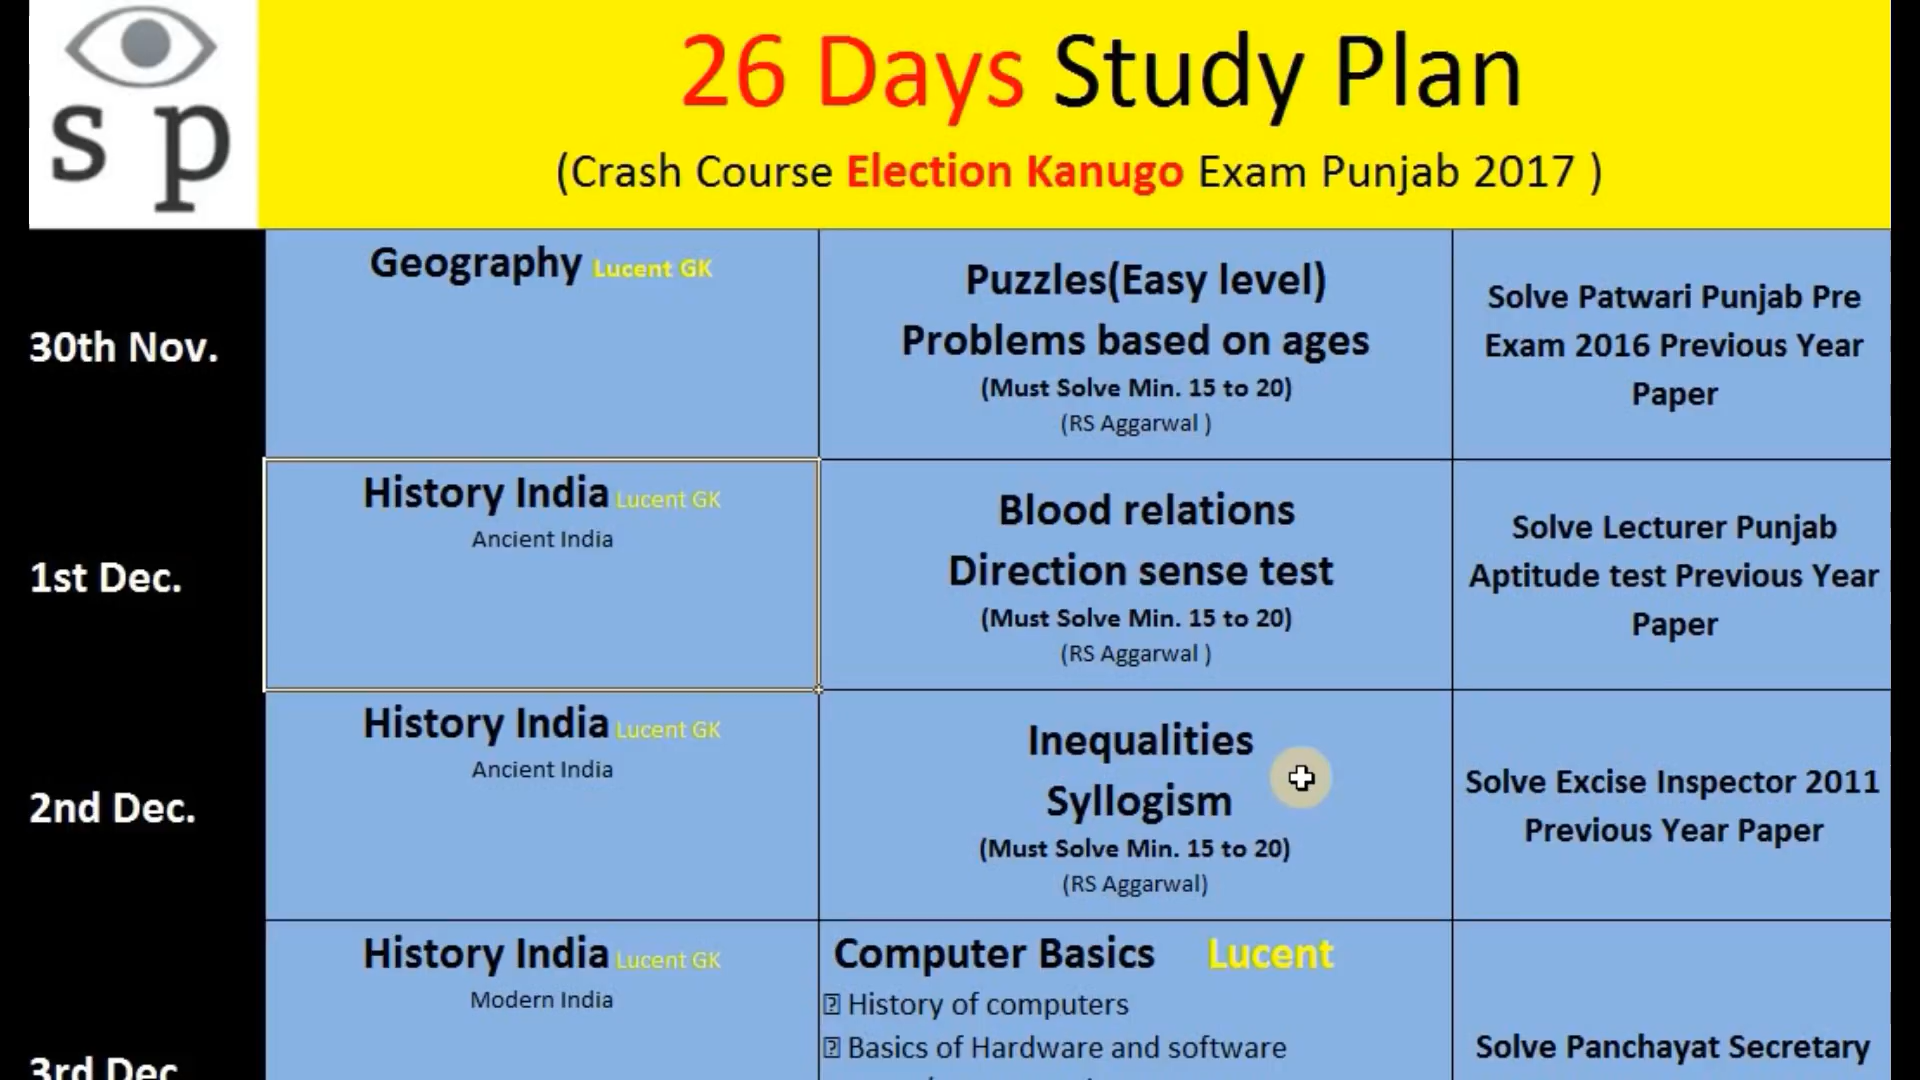 sp
26 Days Study Plan
(Crash Course Election Kanugo Exam Punjab 2017 )
30th Nov.
Geography Lucent GK
Puzzles(Easy level)
Problems based on ages
(Must Solve Min. 15 to 20)
(RS Aggarwal )
Solve Patwari Punjab Pre
Exam 2016 Previous Year
Paper
1st Dec.
History India Lucent GK
Ancient India
Blood relations
Direction sense test
(Must Solve Min. 15 to 20)
(RS Aggarwal )
Solve Lecturer Punjab
Aptitude test Previous Year
Paper
2nd Dec.
History India Lucent GK
Ancient India
Inequalities
Syllogism
(Must Solve Min. 15 to 20)
(RS Aggarwal)
Solve Excise Inspector 2011
Previous Year Paper
3rd Dec
History India Lucent GK
Modern India
Computer Basics Lucent
History of computers
Basics of Hardware and software
Solve Panchayat Secretary